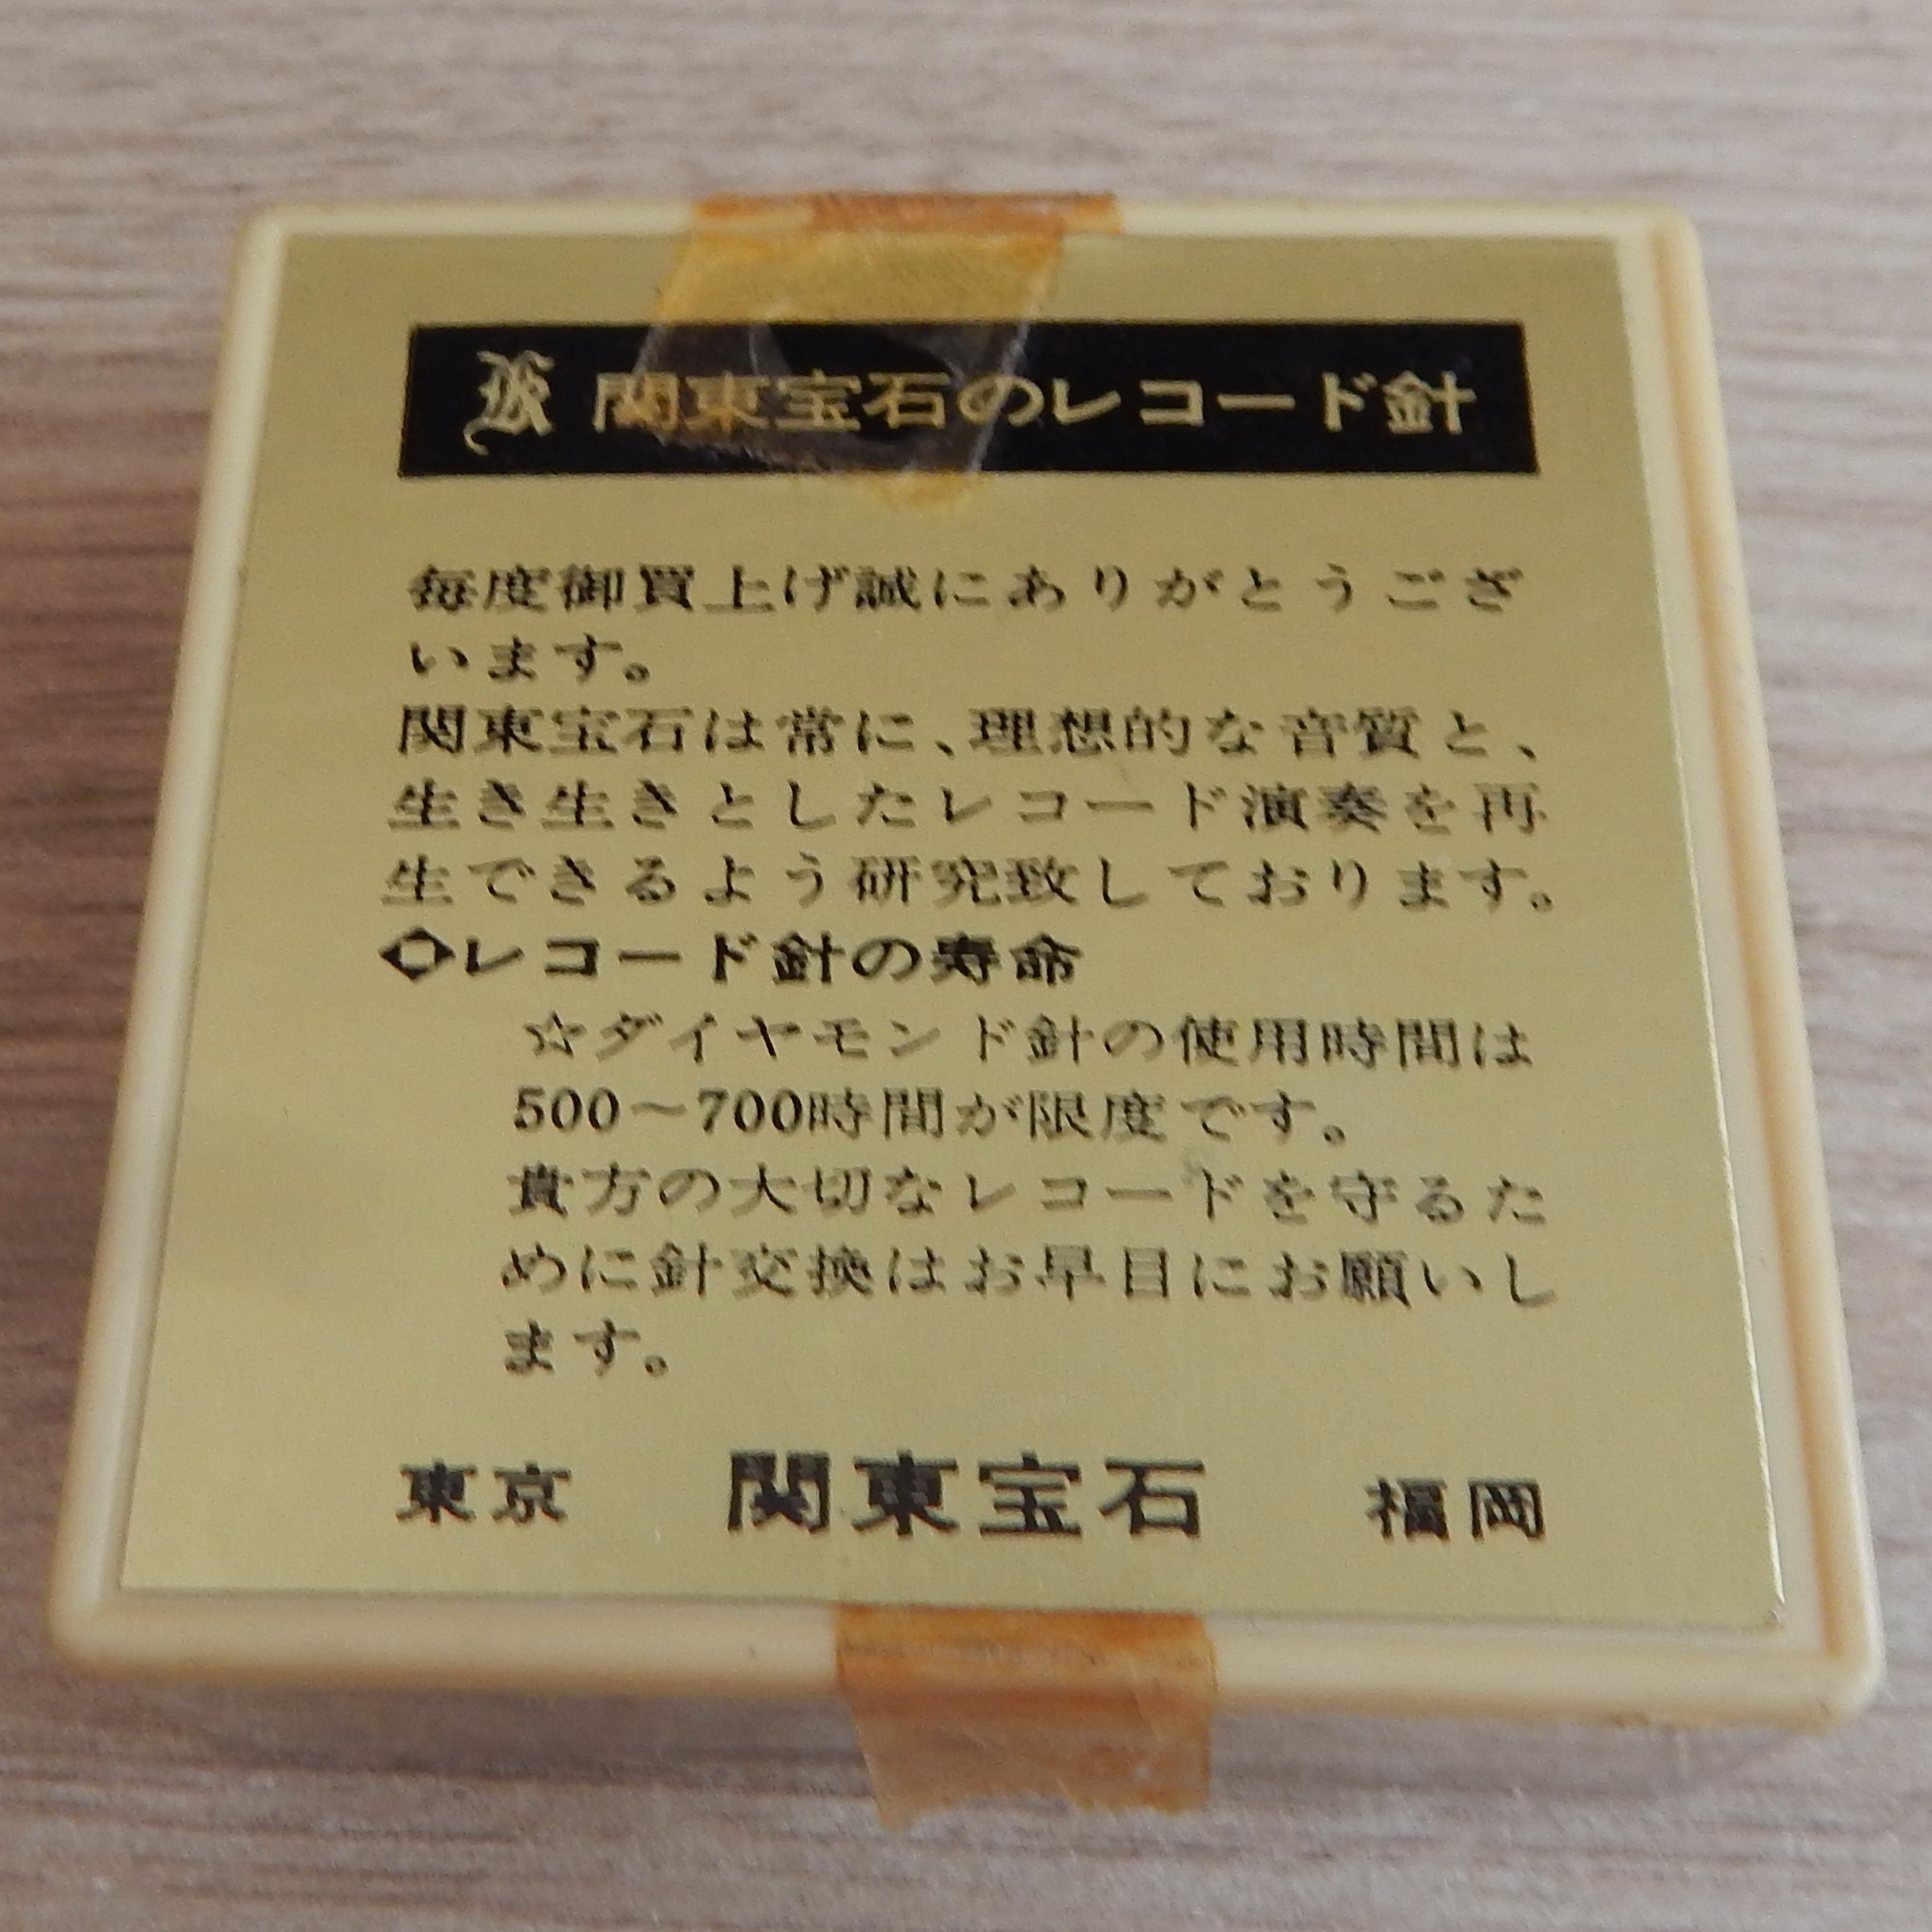 K 関東宝石のレコード針
毎度御買上げ誠にありがとうござ
います。
関東宝石は常に、理想的な音質と、
生き生きとしたレコード演奏を再
生できるよう研究致しております。
◇レコード針の寿命
☆ダイヤモンド針の使用時間は
500～700時間が限度です。
貴方の大切なレコードを守るた
めに針交換はお早目にお願いし
ます。
東京 関東宝石 福岡